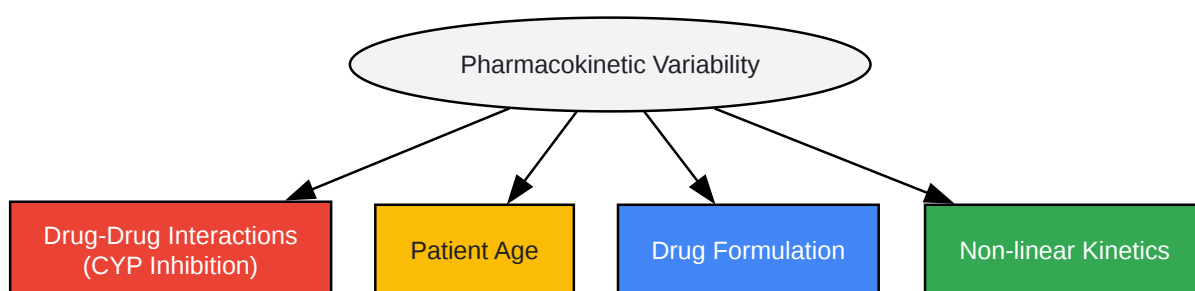 Pharmacokinetic Variability
Drug-Drug Interactions
(CYP Inhibition)
Patient Age
Drug Formulation
Non-linear Kinetics